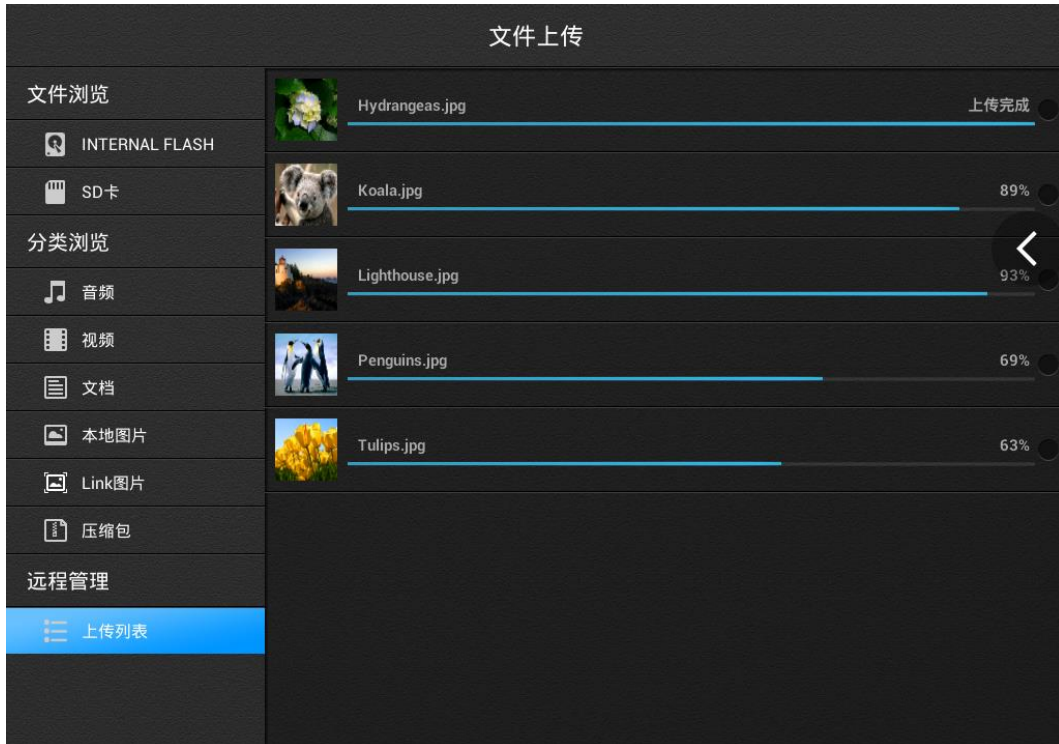 文件上传
文件浏览
INTERNAL FLASH
SD卡
分类浏览
音频
视频
文档
本地图片
Link图片
压缩包
远程管理
上传列表
Hydrangeas.jpg 上传完成
Koala.jpg 89%
Lighthouse.jpg 93%
Penguins.jpg 69%
Tulips.jpg 63%